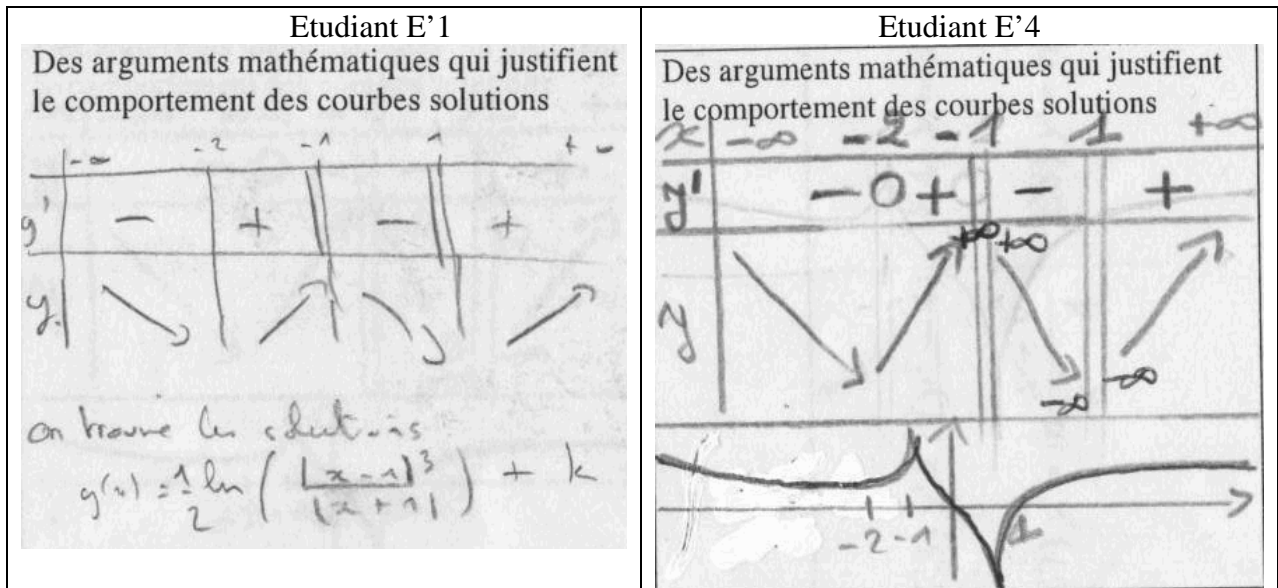 Etudiant E’1
Des arguments mathématiques qui justifient
le comportement des courbes solutions
-∞ -2 -1 1 +
y' - + - +
y
on trouve les solutions
y(x) = 1/2 ln ( |x-1|³ / |x+1| ) + k
Etudiant E’4
Des arguments mathématiques qui justifient
le comportement des courbes solutions
x -∞ -2 -1 1 +∞
y' - 0 + - +
+∞ +∞
y
-∞ -∞
-2 -1 1